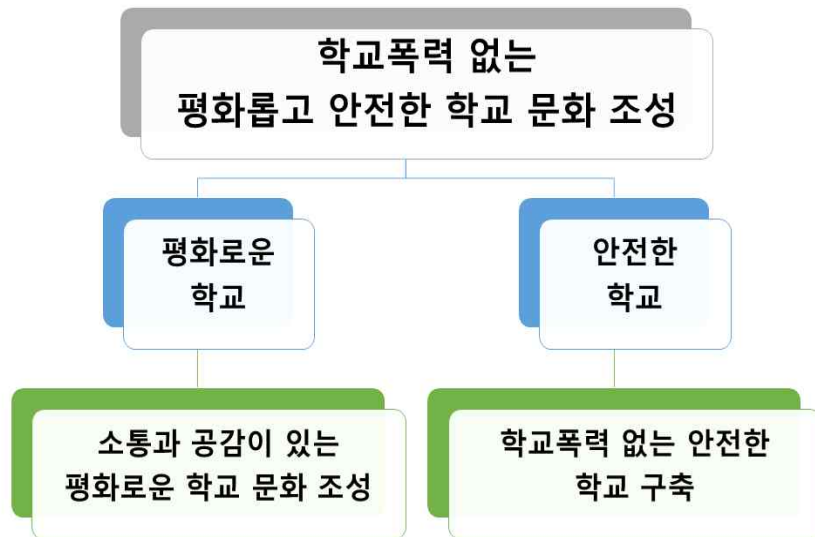 학교폭력 없는
평화롭고 안전한 학교 문화 조성
평화로운
학교
안전한
학교
소통과 공감이 있는
평화로운 학교 문화 조성
학교폭력 없는 안전한
학교 구축